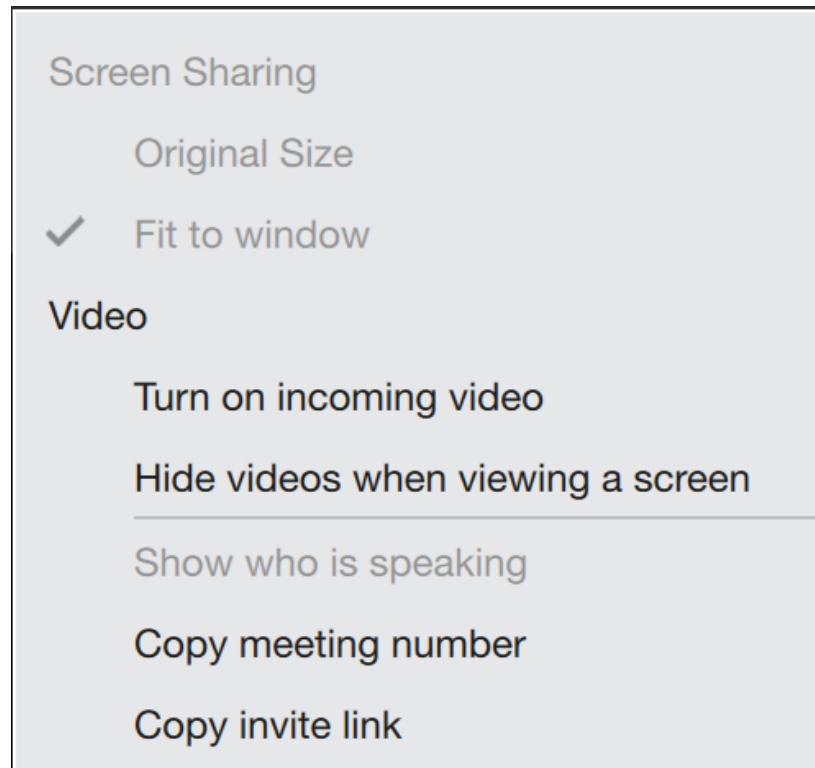 Screen Sharing
Original Size
Fit to window
Video
Turn on incoming video
Hide videos when viewing a screen
Show who is speaking
Copy meeting number
Copy invite link